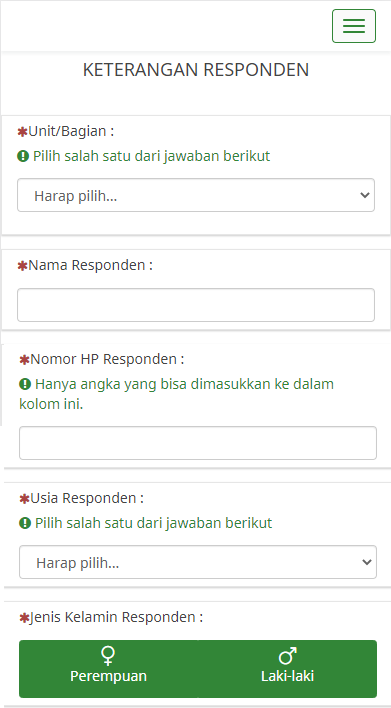 KETERANGAN RESPONDEN
✱Unit/Bagian :
Pilih salah satu dari jawaban berikut
Harap pilih...
✱Nama Responden :
✱Nomor HP Responden :
Hanya angka yang bisa dimasukkan ke dalam
kolom ini.
✱Usia Responden :
Pilih salah satu dari jawaban berikut
Harap pilih...
✱Jenis Kelamin Responden :
Perempuan Laki-laki